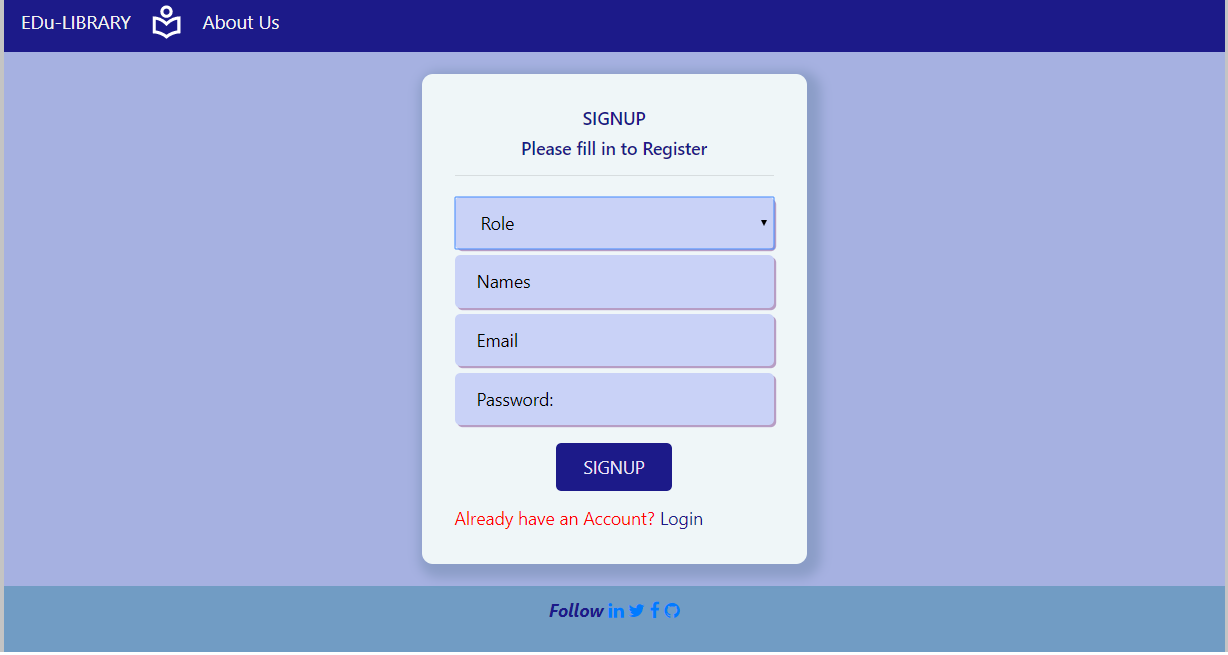 EDu-LIBRARY About Us
SIGNUP
Please fill in to Register
Role
Names
Email
Password:
SIGNUP
Already have an Account? Login
Follow